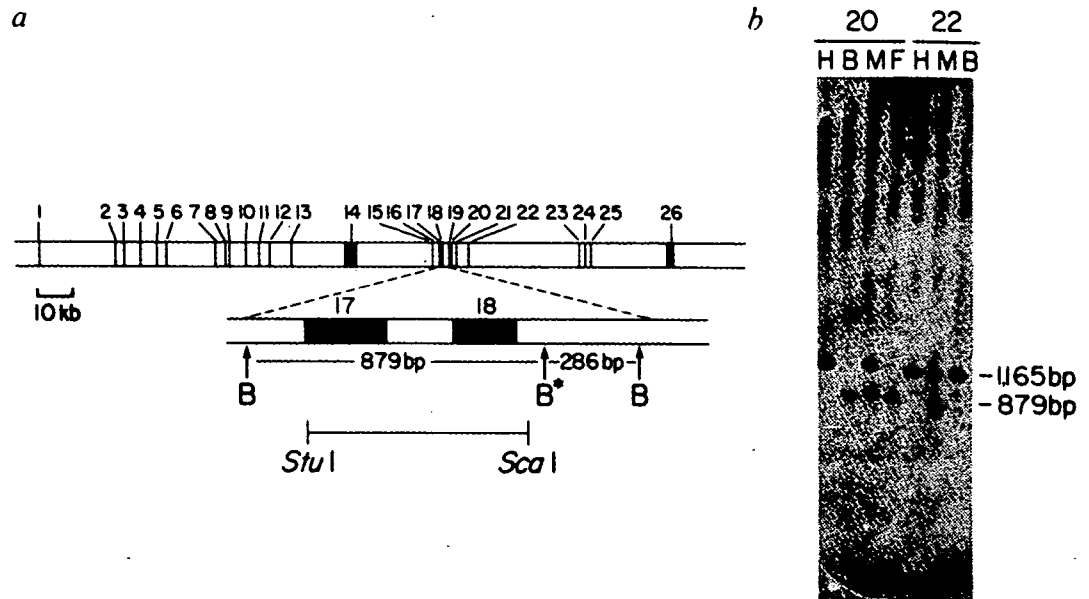 a
1 2 3 4 5 6 7 8 9 10 11 12 13 14 15 16 17 18 19 20 21 22 23 24 25 26
10 kb
17 18
879 bp 286 bp
B B* B
Stu I Sca I
b
20 22
H B M F H M B
-1,165 bp
-879 bp